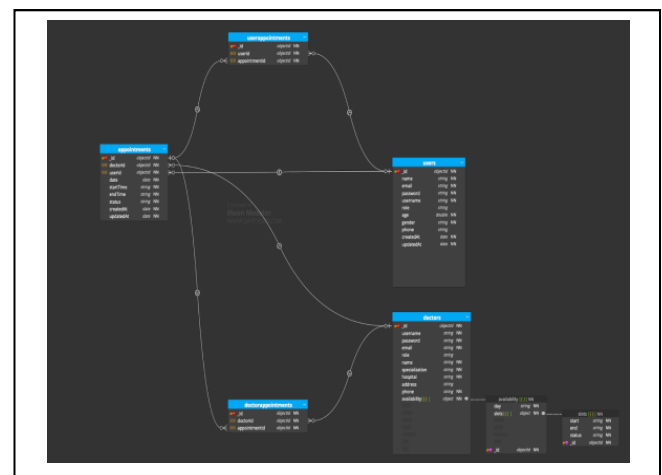 userappointments
_id objectId NN
userId objectId NN
appointmentId objectId NN
appointments
_id objectId NN
doctorId objectId NN
userId objectId NN
date date NN
startTime string NN
endTime string NN
status string NN
createdAt date NN
updatedAt date NN
users
_id objectId NN
name string NN
email string NN
password string NN
username string NN
role string
age double NN
gender string NN
phone string
createdAt date NN
updatedAt date NN
doctors
_id objectId NN
username string NN
password string NN
email string NN
role string
name string NN
specialization string NN
hospital string NN
address string
phone string NN
availability[ ] object NN
availability [ ] NN
day string NN
slots[ ] object NN
_id objectId NN
slots [ ] NN
start string NN
end string NN
status string NN
_id objectId NN
doctorappointments
_id objectId NN
doctorId objectId NN
appointmentId objectId NN